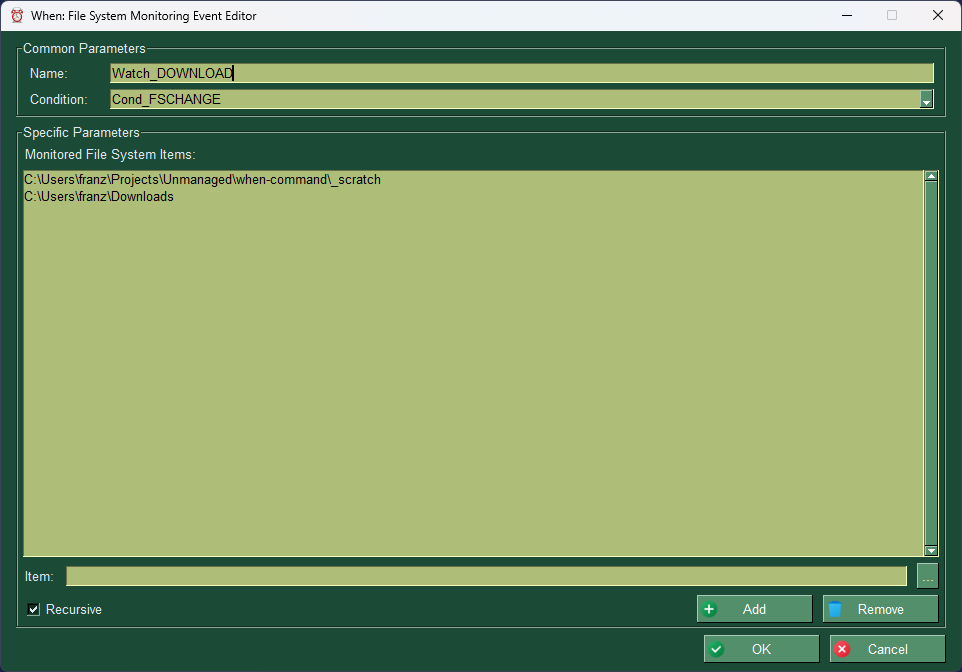 When: File System Monitoring Event Editor
Common Parameters
Name: Watch_DOWNLOAD
Condition: Cond_FSCHANGE
Specific Parameters
Monitored File System Items:
C:\Users\franz\Projects\Unmanaged\when-command\_scratch
C:\Users\franz\Downloads
Item: ...
Recursive Add Remove
OK Cancel